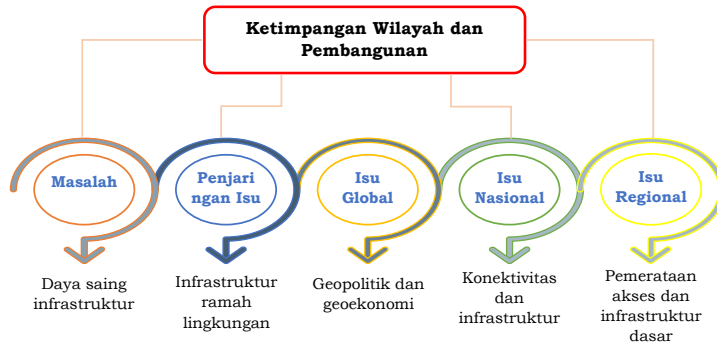 Ketimpangan Wilayah dan
Pembangunan
Masalah
Penjari
ngan Isu
Isu
Global
Isu
Nasional
Isu
Regional
Daya saing
infrastruktur
Infrastruktur
ramah
lingkungan
Geopolitik dan
geoekonomi
Konektivitas
dan
infrastruktur
Pemerataan
akses dan
infrastruktur
dasar